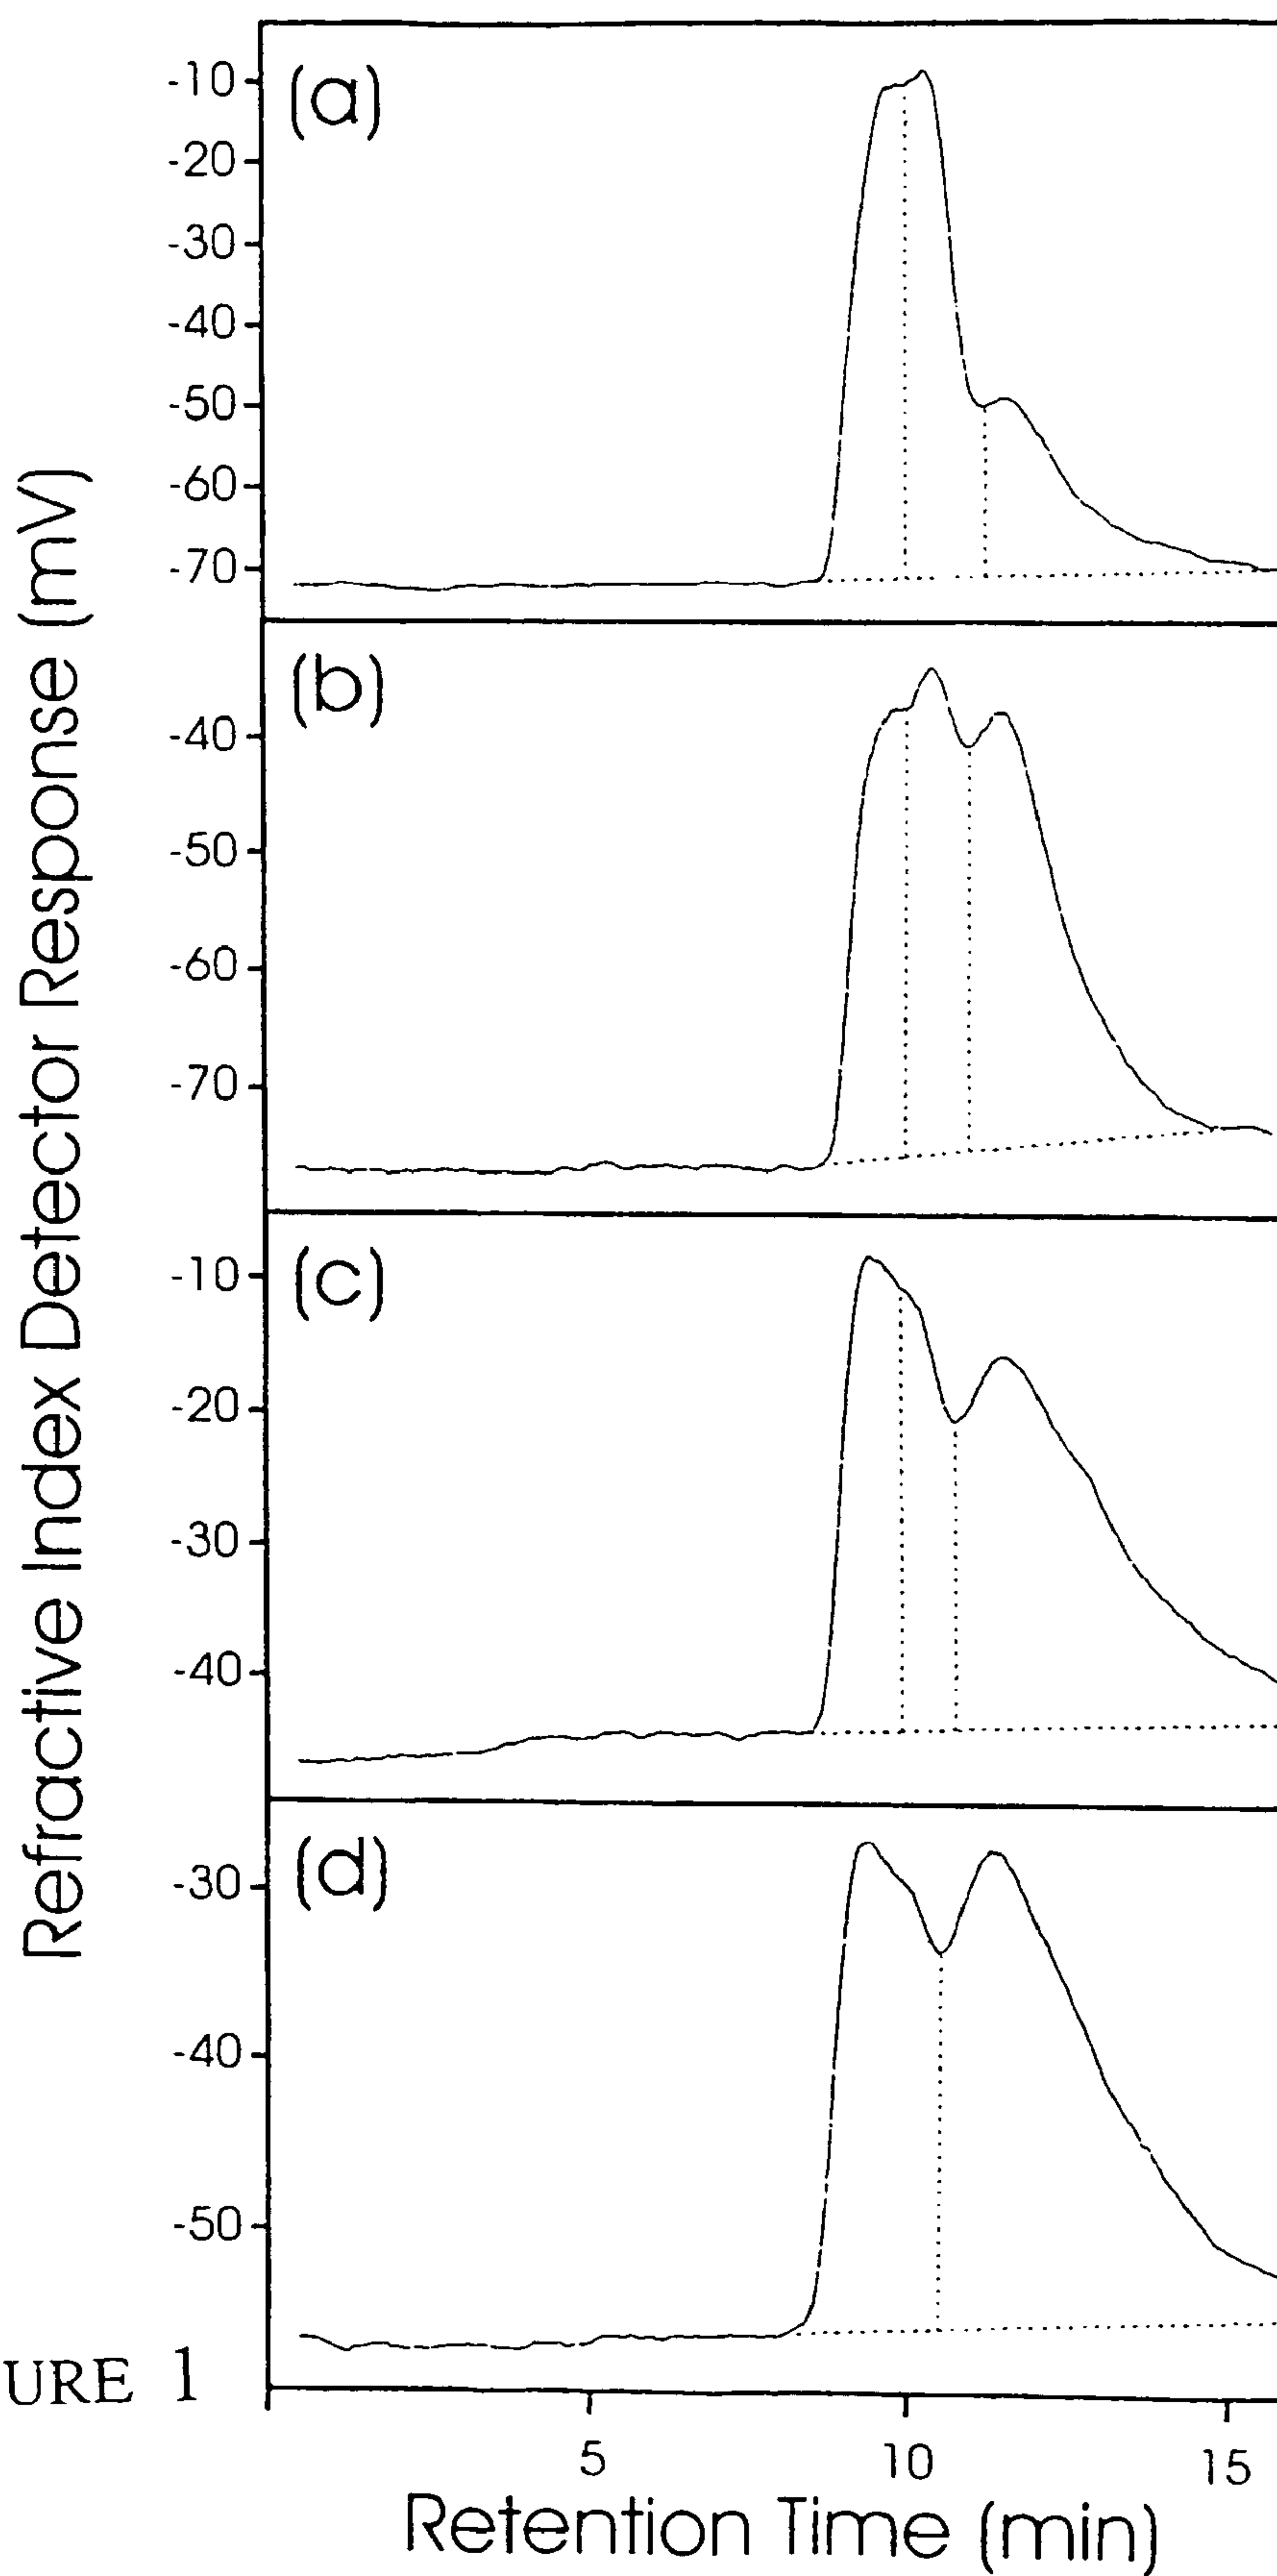 Refractive Index Detector Response (mV)
(a)
-10
-20
-30
-40
-50
-60
-70
(b)
-40
-50
-60
-70
(c)
-10
-20
-30
-40
(d)
-30
-40
-50
URE 1
5 10 15
Retention Time (min)